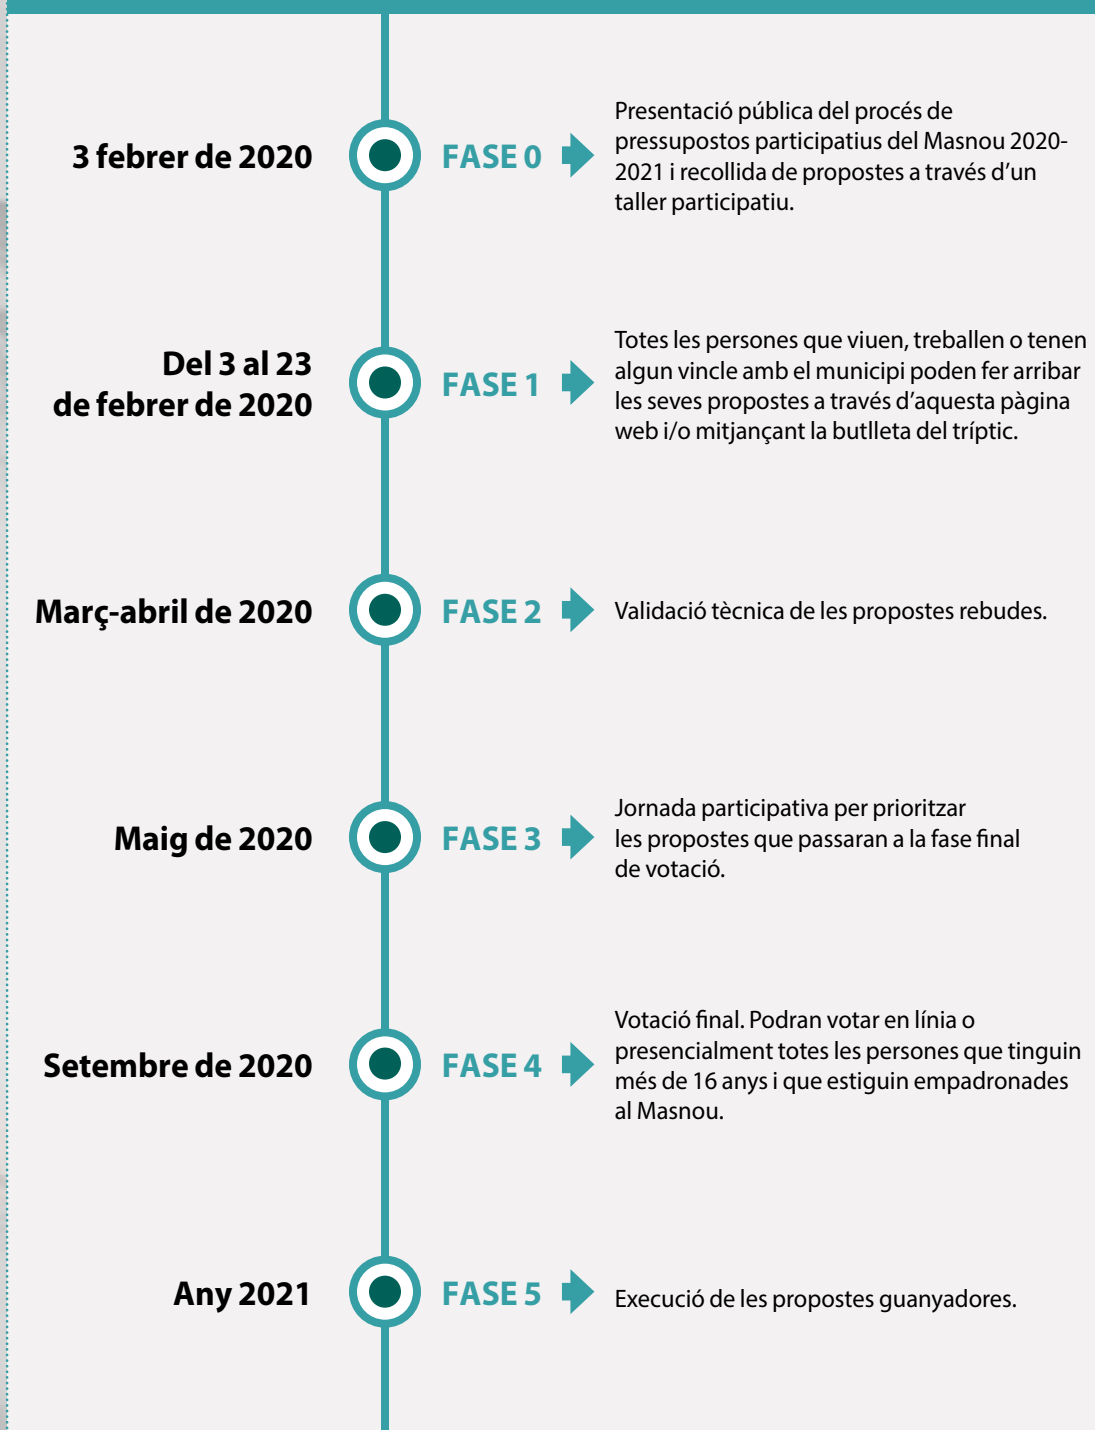 3 febrer de 2020
FASE 0
Presentació pública del procés de
pressupostos participatius del Masnou 2020-
2021 i recollida de propostes a través d’un
taller participatiu.
Del 3 al 23
de febrer de 2020
FASE 1
Totes les persones que viuen, treballen o tenen
algun vincle amb el municipi poden fer arribar
les seves propostes a través d’aquesta pàgina
web i/o mitjançant la butlleta del tríptic.
Març-abril de 2020
FASE 2
Validació tècnica de les propostes rebudes.
Maig de 2020
FASE 3
Jornada participativa per prioritzar
les propostes que passaran a la fase final
de votació.
Setembre de 2020
FASE 4
Votació final. Podran votar en línia o
presencialment totes les persones que tinguin
més de 16 anys i que estiguin empadronades
al Masnou.
Any 2021
FASE 5
Execució de les propostes guanyadores.